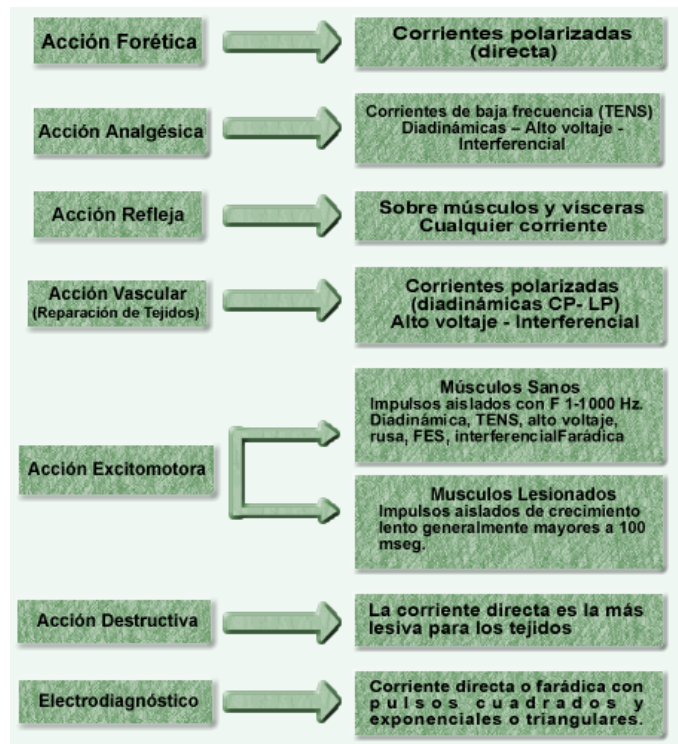 Acción Forética
Corrientes polarizadas
(directa)
Acción Analgésica
Corrientes de baja frecuencia (TENS)
Diadinámicas – Alto voltaje -
Interferencial
Acción Refleja
Sobre músculos y vísceras
Cualquier corriente
Acción Vascular
(Reparación de Tejidos)
Corrientes polarizadas
(diadinámicas CP- LP)
Alto voltaje - Interferencial
Acción Excitomotora
Músculos Sanos
Impulsos aislados con F 1-1000 Hz.
Diadinámica, TENS, alto voltaje,
rusa, FES, interferencialFarádica
Musculos Lesionados
Impulsos aislados de crecimiento
lento generalmente mayores a 100
mseg.
Acción Destructiva
La corriente directa es la más
lesiva para los tejidos
Electrodiagnóstico
Corriente directa o farádica con
pulsos cuadrados y
exponenciales o triangulares.